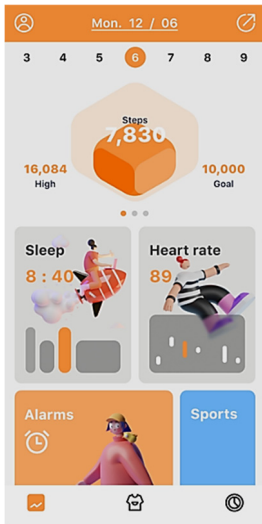 Mon. 12 / 06
3 4 5 6 7 8 9
Steps
7,830
16,084
High
10,000
Goal
Sleep
8 : 40
Heart rate
89
Alarms
Sports